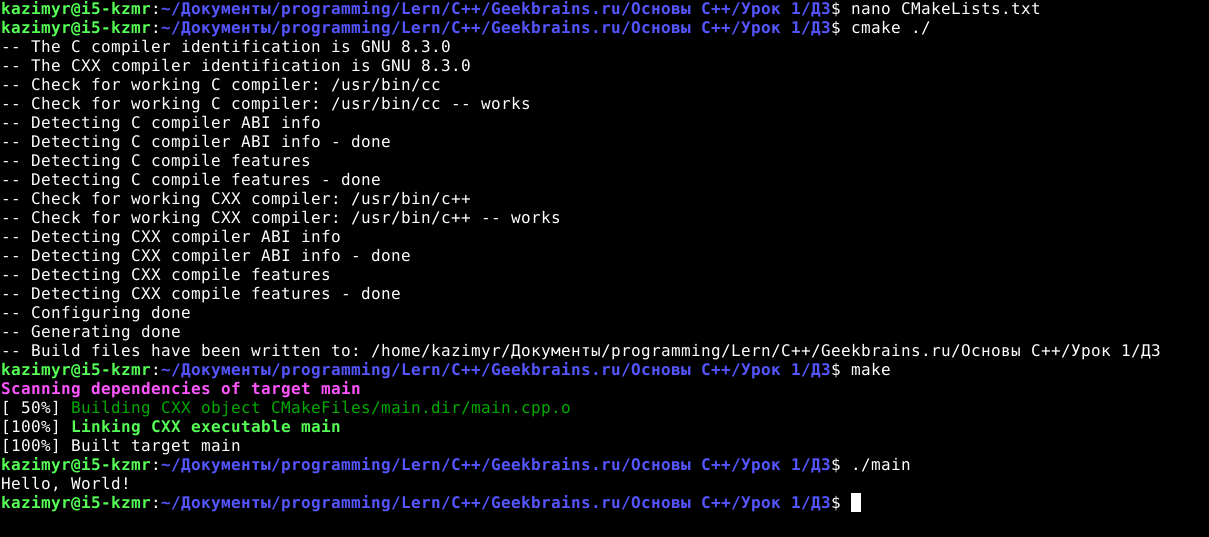 kazimyr@i5-kzmr:~/Документы/programming/Lern/C++/Geekbrains.ru/Основы C++/Урок 1/ДЗ$ nano CMakeLists.txt
kazimyr@i5-kzmr:~/Документы/programming/Lern/C++/Geekbrains.ru/Основы C++/Урок 1/ДЗ$ cmake ./
-- The C compiler identification is GNU 8.3.0
-- The CXX compiler identification is GNU 8.3.0
-- Check for working C compiler: /usr/bin/cc
-- Check for working C compiler: /usr/bin/cc -- works
-- Detecting C compiler ABI info
-- Detecting C compiler ABI info - done
-- Detecting C compile features
-- Detecting C compile features - done
-- Check for working CXX compiler: /usr/bin/c++
-- Check for working CXX compiler: /usr/bin/c++ -- works
-- Detecting CXX compiler ABI info
-- Detecting CXX compiler ABI info - done
-- Detecting CXX compile features
-- Detecting CXX compile features - done
-- Configuring done
-- Generating done
-- Build files have been written to: /home/kazimyr/Документы/programming/Lern/C++/Geekbrains.ru/Основы C++/Урок 1/ДЗ
kazimyr@i5-kzmr:~/Документы/programming/Lern/C++/Geekbrains.ru/Основы C++/Урок 1/ДЗ$ make
Scanning dependencies of target main
[ 50%] Building CXX object CMakeFiles/main.dir/main.cpp.o
[100%] Linking CXX executable main
[100%] Built target main
kazimyr@i5-kzmr:~/Документы/programming/Lern/C++/Geekbrains.ru/Основы C++/Урок 1/ДЗ$ ./main
Hello, World!
kazimyr@i5-kzmr:~/Документы/programming/Lern/C++/Geekbrains.ru/Основы C++/Урок 1/ДЗ$